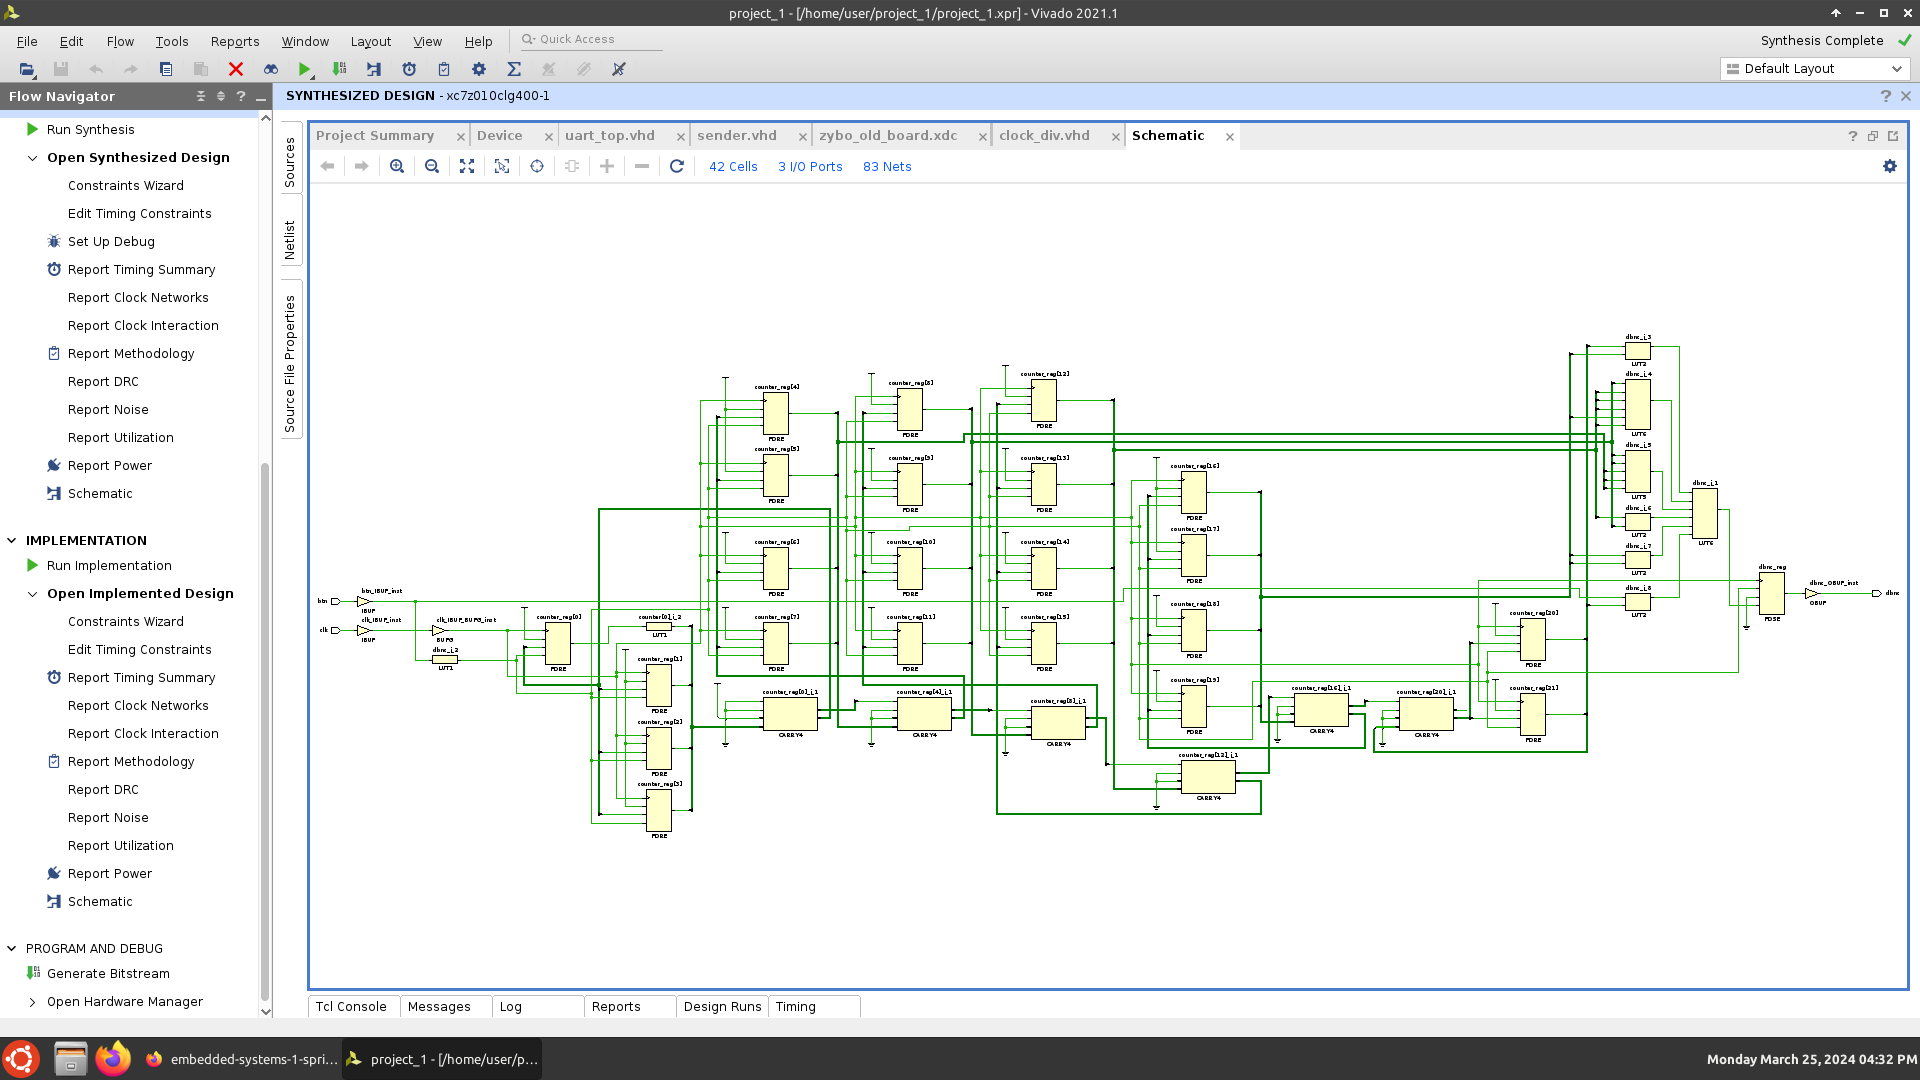 project_1 - [/home/user/project_1/project_1.xpr] - Vivado 2021.1
File Edit Flow Tools Reports Window Layout View Help Quick Access Synthesis Complete
Default Layout
Flow Navigator
SYNTHESIZED DESIGN - xc7z010clg400-1
Run Synthesis
Open Synthesized Design
Constraints Wizard
Edit Timing Constraints
Set Up Debug
Report Timing Summary
Report Clock Networks
Report Clock Interaction
Report Methodology
Report DRC
Report Noise
Report Utilization
Report Power
Schematic
IMPLEMENTATION
Run Implementation
Open Implemented Design
Constraints Wizard
Edit Timing Constraints
Report Timing Summary
Report Clock Networks
Report Clock Interaction
Report Methodology
Report DRC
Report Noise
Report Utilization
Report Power
Schematic
PROGRAM AND DEBUG
Generate Bitstream
Open Hardware Manager
Sources
Netlist
Source File Properties
Project Summary Device uart_top.vhd sender.vhd zybo_old_board.xdc clock_div.vhd Schematic
42 Cells 3 I/O Ports 83 Nets
btn
clk
btn_IBUF_inst
IBUF
clk_IBUF_inst
IBUF
clk_IBUF_BUFG_inst
BUFG
dbnc_i_2
LUT1
counter_reg[0]
FDRE
counter[0]_i_2
LUT1
counter_reg[1]
FDRE
counter_reg[2]
FDRE
counter_reg[3]
FDRE
counter_reg[4]
FDRE
counter_reg[5]
FDRE
counter_reg[6]
FDRE
counter_reg[7]
FDRE
counter_reg[0]_i_1
CARRY4
counter_reg[8]
FDRE
counter_reg[9]
FDRE
counter_reg[10]
FDRE
counter_reg[11]
FDRE
counter_reg[4]_i_1
CARRY4
counter_reg[12]
FDRE
counter_reg[13]
FDRE
counter_reg[14]
FDRE
counter_reg[15]
FDRE
counter_reg[8]_i_1
CARRY4
counter_reg[16]
FDRE
counter_reg[17]
FDRE
counter_reg[18]
FDRE
counter_reg[19]
FDRE
counter_reg[12]_i_1
CARRY4
counter_reg[16]_i_1
CARRY4
counter_reg[20]_i_1
CARRY4
counter_reg[20]
FDRE
counter_reg[21]
FDRE
dbnc_i_3
LUT2
dbnc_i_4
LUT6
dbnc_i_5
LUT5
dbnc_i_6
LUT2
dbnc_i_7
LUT2
dbnc_i_8
LUT2
dbnc_i_1
LUT6
dbnc_reg
FDSE
dbnc_OBUF_inst
OBUF
dbnc
Tcl Console Messages Log Reports Design Runs Timing
embedded-systems-1-spri...
project_1 - [/home/user/p...
Monday March 25, 2024 04:32 PM